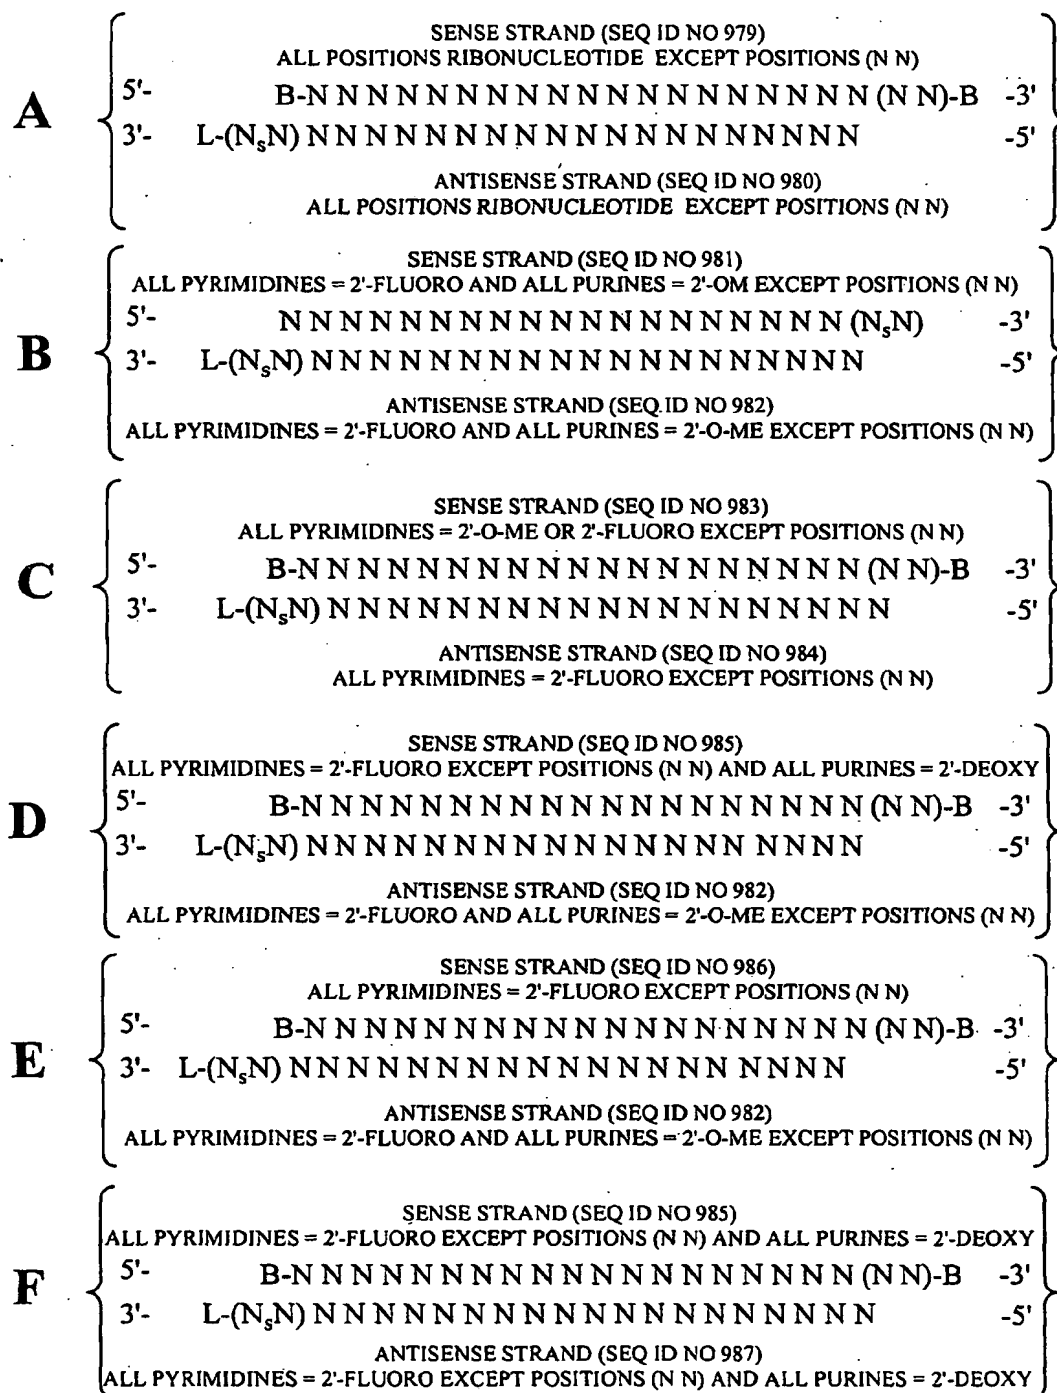 SENSE STRAND (SEQ ID NO 979)
ALL POSITIONS RIBONUCLEOTIDE EXCEPT POSITIONS (N N)
A
5'- B-N N N N N N N N N N N N N N N N N N N (N N)-B -3'
3'- L-(NsN) N N N N N N N N N N N N N N N N N N N -5'
ANTISENSE STRAND (SEQ ID NO 980)
ALL POSITIONS RIBONUCLEOTIDE EXCEPT POSITIONS (N N)
SENSE STRAND (SEQ ID NO 981)
ALL PYRIMIDINES = 2'-FLUORO AND ALL PURINES = 2'-OM EXCEPT POSITIONS (N N)
B
5'- N N N N N N N N N N N N N N N N N N N (NsN) -3'
3'- L-(NsN) N N N N N N N N N N N N N N N N N N N -5'
ANTISENSE STRAND (SEQ ID NO 982)
ALL PYRIMIDINES = 2'-FLUORO AND ALL PURINES = 2'-O-ME EXCEPT POSITIONS (N N)
SENSE STRAND (SEQ ID NO 983)
ALL PYRIMIDINES = 2'-O-ME OR 2'-FLUORO EXCEPT POSITIONS (N N)
C
5'- B-N N N N N N N N N N N N N N N N N N N (N N)-B -3'
3'- L-(NsN) N N N N N N N N N N N N N N N N N N N -5'
ANTISENSE STRAND (SEQ ID NO 984)
ALL PYRIMIDINES = 2'-FLUORO EXCEPT POSITIONS (N N)
SENSE STRAND (SEQ ID NO 985)
ALL PYRIMIDINES = 2'-FLUORO EXCEPT POSITIONS (N N) AND ALL PURINES = 2'-DEOXY
D
5'- B-N N N N N N N N N N N N N N N N N N N (N N)-B -3'
3'- L-(NsN) N N N N N N N N N N N N N N N N N N N -5'
ANTISENSE STRAND (SEQ ID NO 982)
ALL PYRIMIDINES = 2'-FLUORO AND ALL PURINES = 2'-O-ME EXCEPT POSITIONS (N N)
SENSE STRAND (SEQ ID NO 986)
ALL PYRIMIDINES = 2'-FLUORO EXCEPT POSITIONS (N N)
E
5'- B-N N N N N N N N N N N N N N N N N N N (N N)-B -3'
3'- L-(NsN) N N N N N N N N N N N N N N N N N N N -5'
ANTISENSE STRAND (SEQ ID NO 982)
ALL PYRIMIDINES = 2'-FLUORO AND ALL PURINES = 2'-O-ME EXCEPT POSITIONS (N N)
SENSE STRAND (SEQ ID NO 985)
ALL PYRIMIDINES = 2'-FLUORO EXCEPT POSITIONS (N N) AND ALL PURINES = 2'-DEOXY
F
5'- B-N N N N N N N N N N N N N N N N N N N (N N)-B -3'
3'- L-(NsN) N N N N N N N N N N N N N N N N N N N -5'
ANTISENSE STRAND (SEQ ID NO 987)
ALL PYRIMIDINES = 2'-FLUORO EXCEPT POSITIONS (N N) AND ALL PURINES = 2'-DEOXY